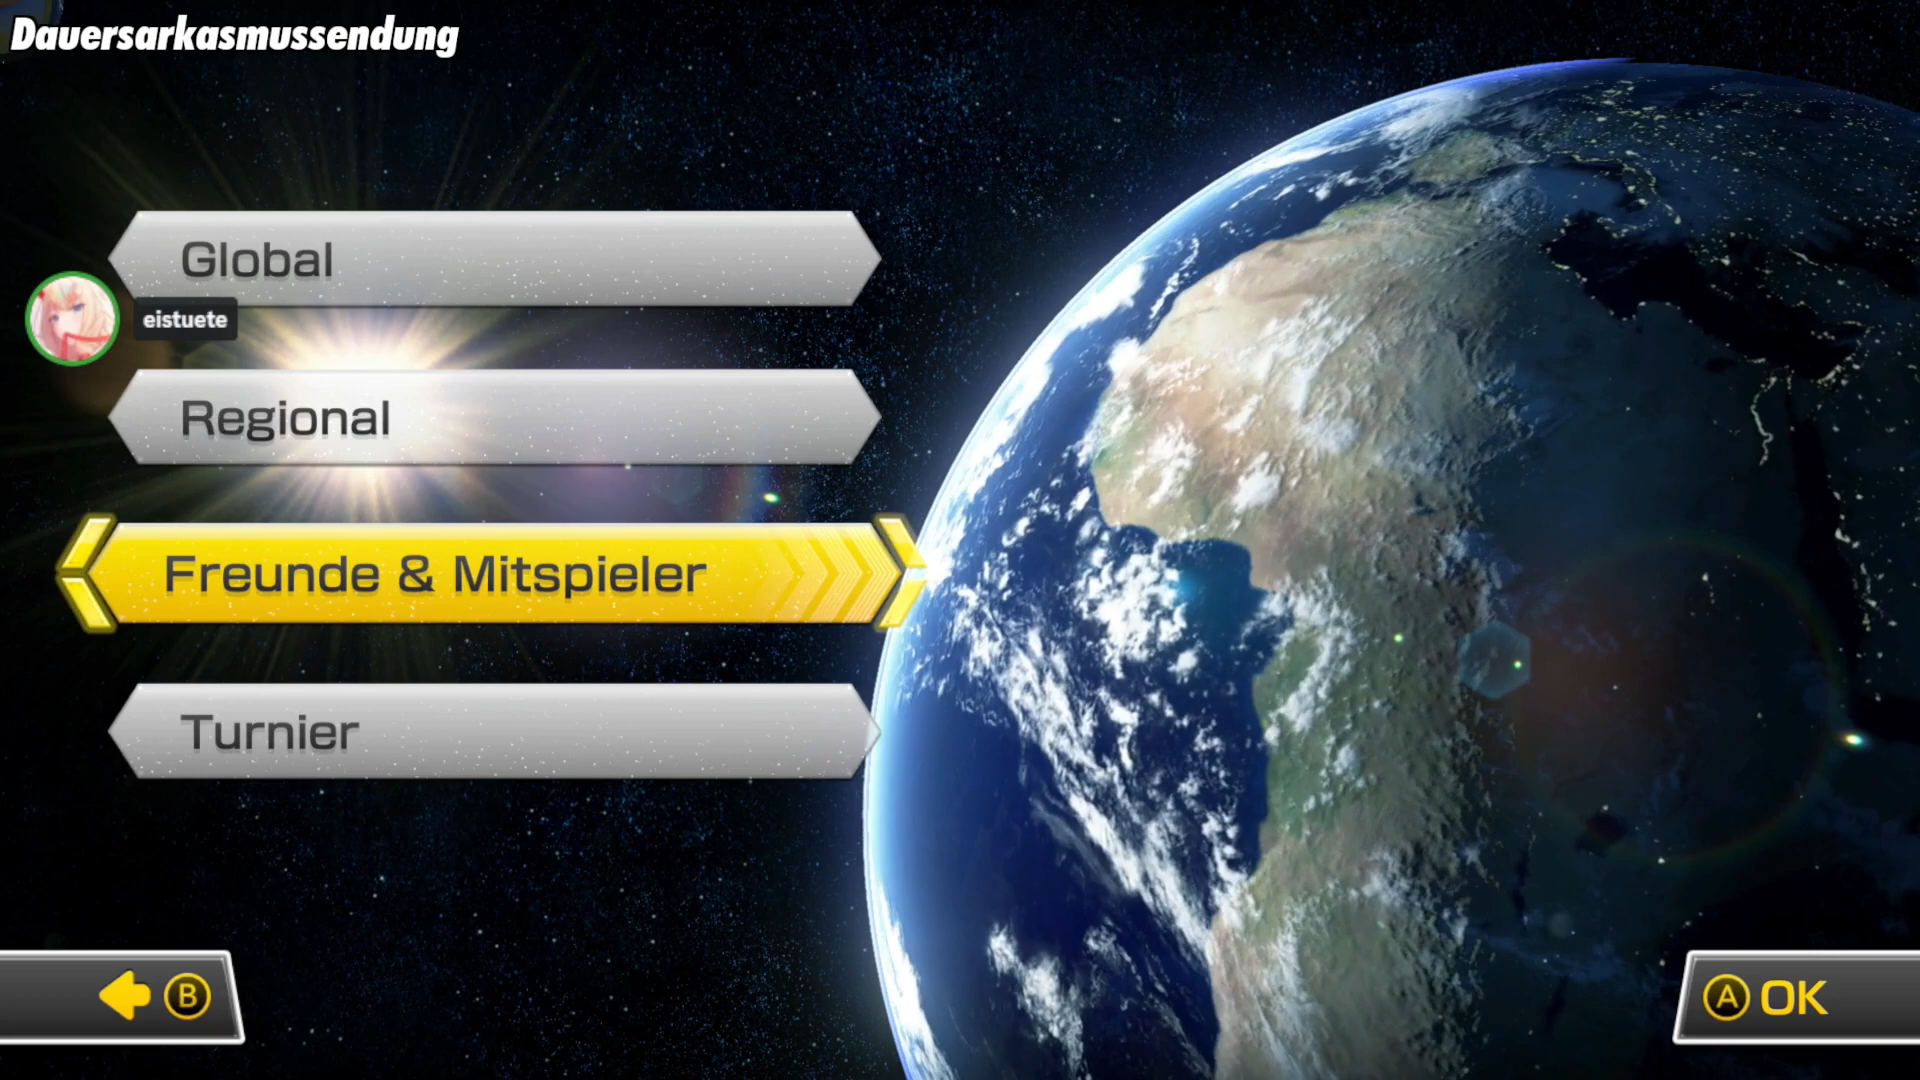 Dauersarkasmussendung
Global
eistuete
Regional
Freunde & Mitspieler
Turnier
B
A OK